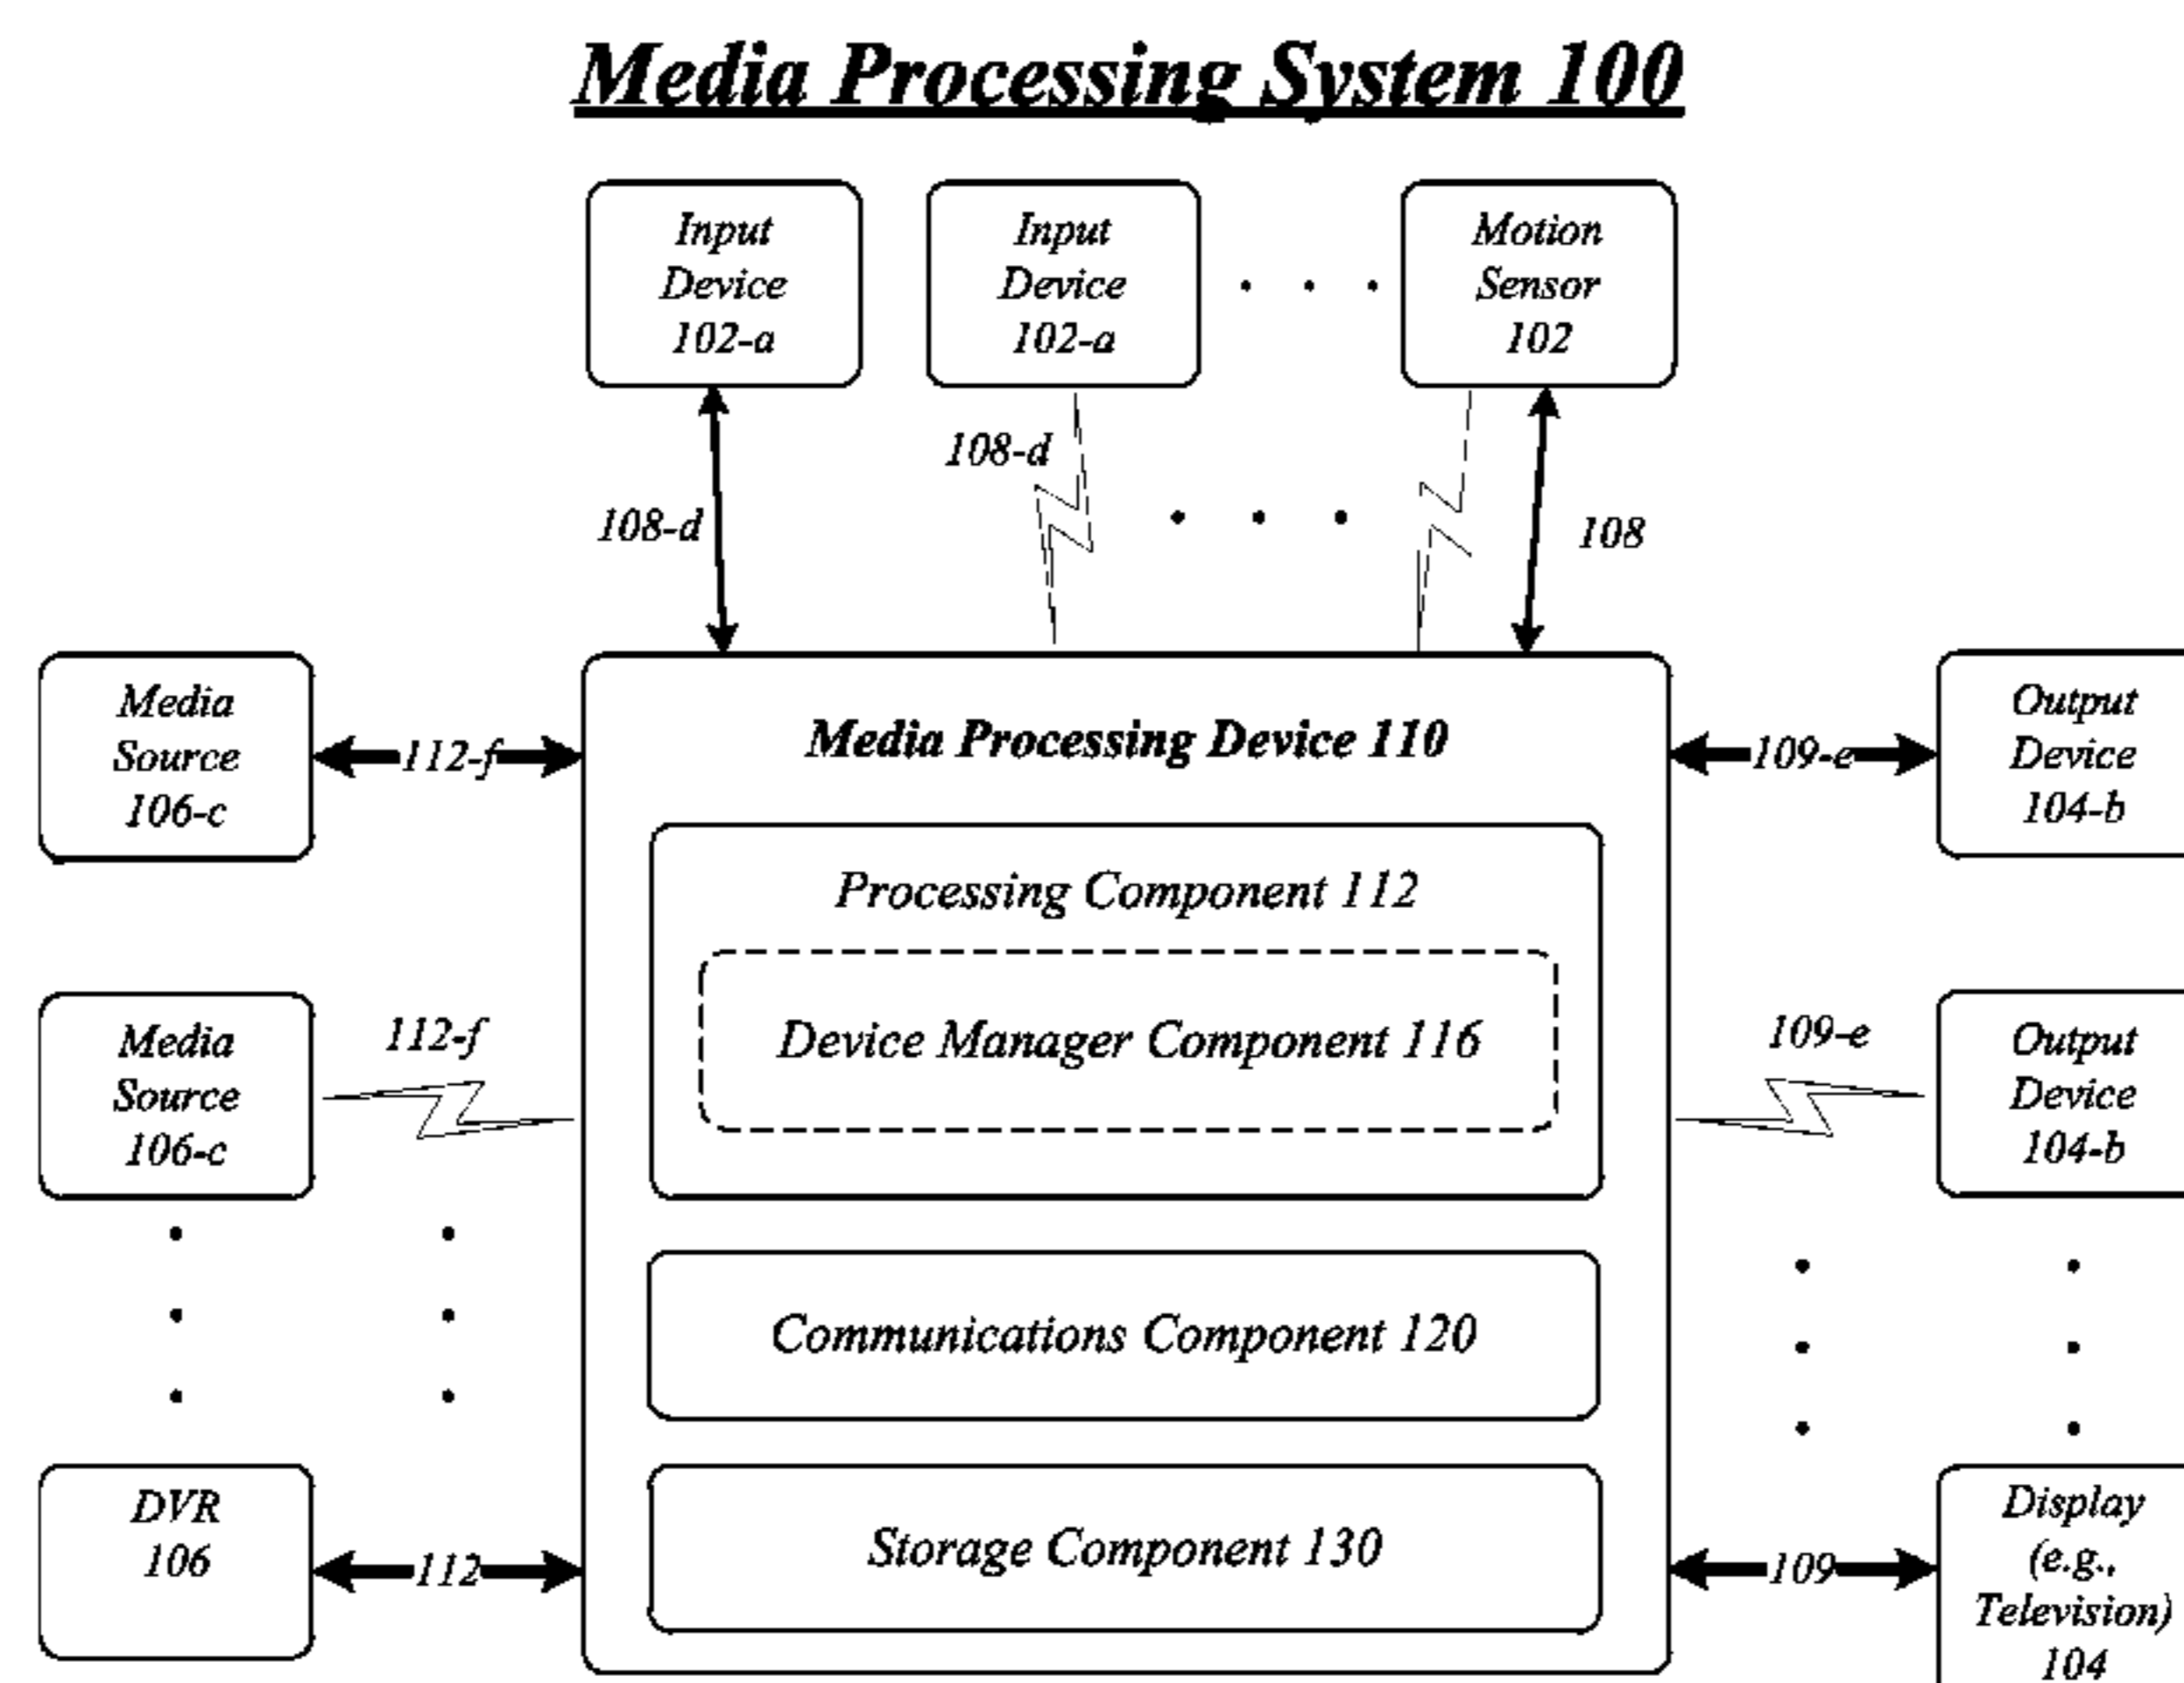 Media Processing System 100
Input
Device
102-a
Input
Device
102-a
Motion
Sensor
102
108-d
108-d
108
Media
Source
106-c
112-f
Media Processing Device 110
109-e
Output
Device
104-b
Processing Component 112
Device Manager Component 116
Media
Source
106-c
112-f
109-e
Output
Device
104-b
Communications Component 120
DVR
106
112
Storage Component 130
109
Display
(e.g.,
Television)
104